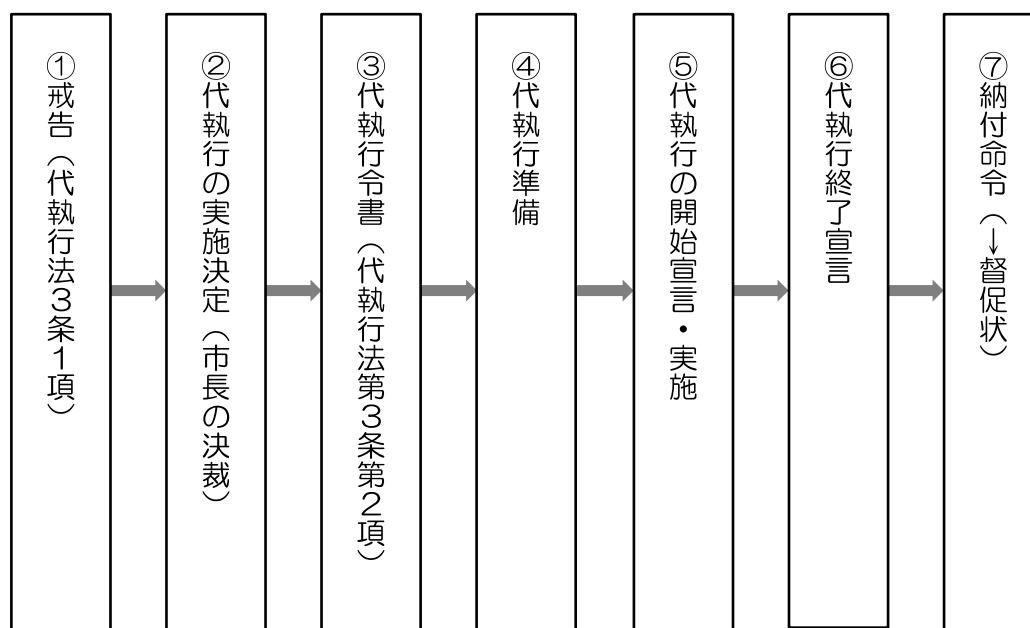 ①戒告（代執行法３条１項）
②代執行の実施決定（市長の決裁）
③代執行令書（代執行法第３条第２項）
④代執行準備
⑤代執行の開始宣言・実施
⑥代執行終了宣言
⑦納付命令（→督促状）